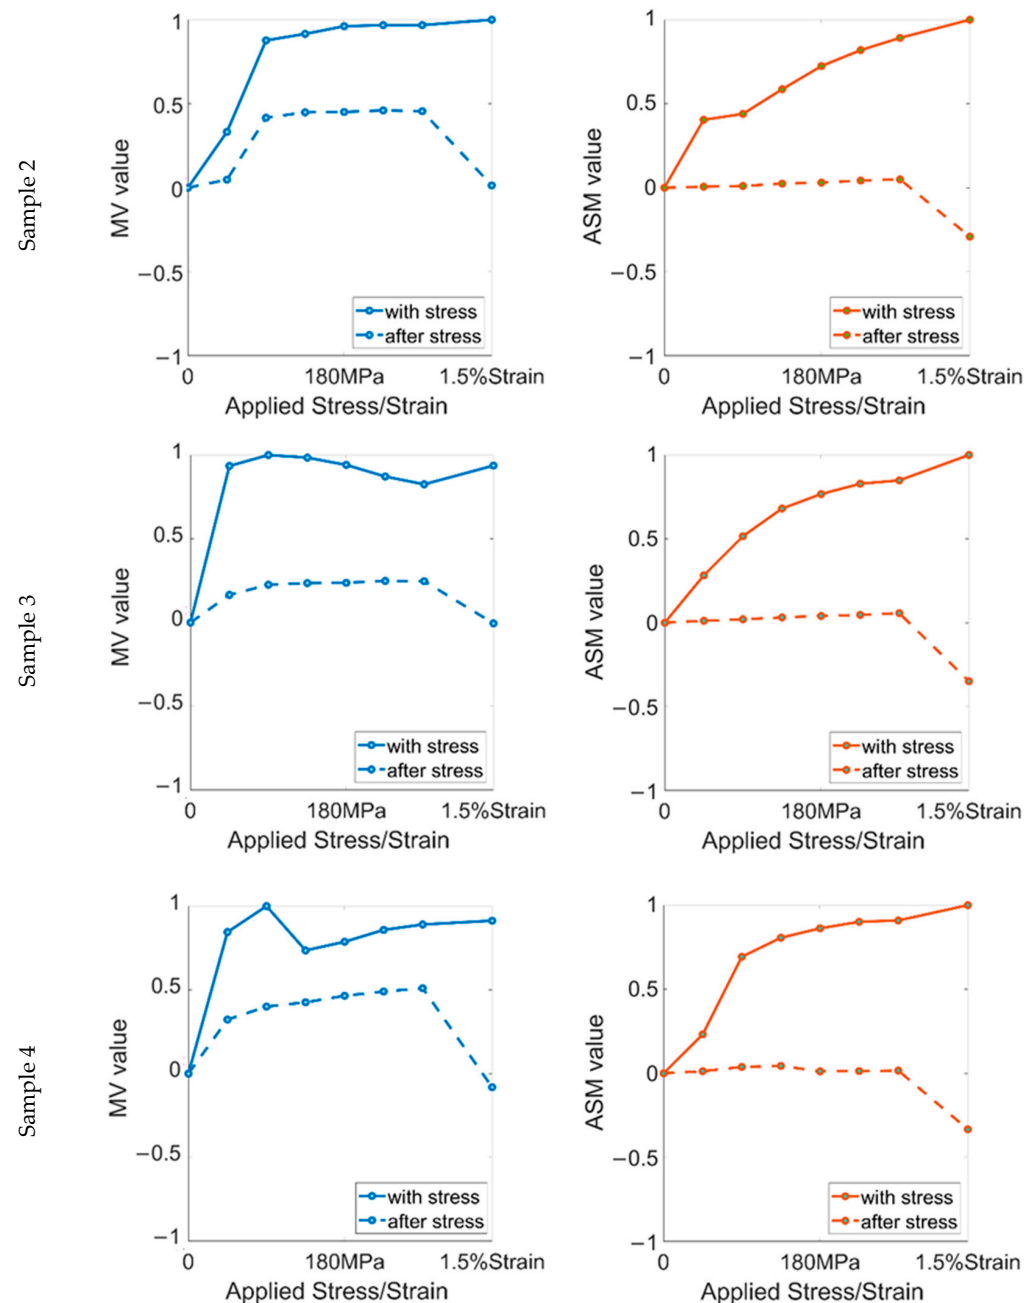 Sample 2
MV value
1
0.5
0
−0.5
−1
with stress
after stress
0
180MPa
1.5%Strain
Applied Stress/Strain
ASM value
1
0.5
0
−0.5
−1
with stress
after stress
0
180MPa
1.5%Strain
Applied Stress/Strain
Sample 3
MV value
1
0.5
0
−0.5
−1
with stress
after stress
0
180MPa
1.5%Strain
Applied Stress/Strain
ASM value
1
0.5
0
−0.5
−1
with stress
after stress
0
180MPa
1.5%Strain
Applied Stress/Strain
Sample 4
MV value
1
0.5
0
−0.5
−1
with stress
after stress
0
180MPa
1.5%Strain
Applied Stress/Strain
ASM value
1
0.5
0
−0.5
−1
with stress
after stress
0
180MPa
1.5%Strain
Applied Stress/Strain